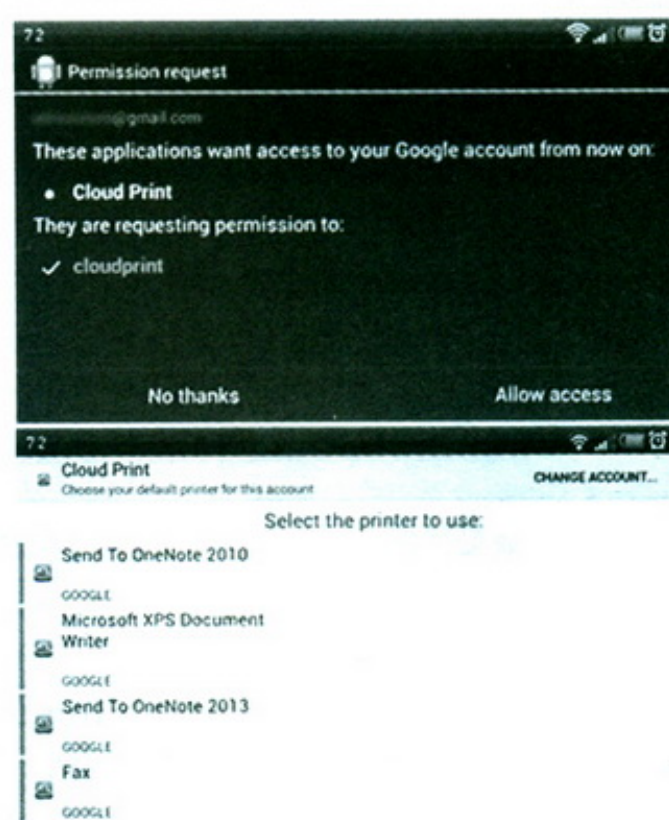 72
Permission request
@gmail.com
These applications want access to your Google account from now on:
• Cloud Print
They are requesting permission to:
✓ cloudprint
No thanks Allow access
72
Cloud Print
Choose your default printer for this account
CHANGE ACCOUNT...
Select the printer to use:
Send To OneNote 2010
GOOGLE
Microsoft XPS Document
Writer
GOOGLE
Send To OneNote 2013
GOOGLE
Fax
GOOGLE